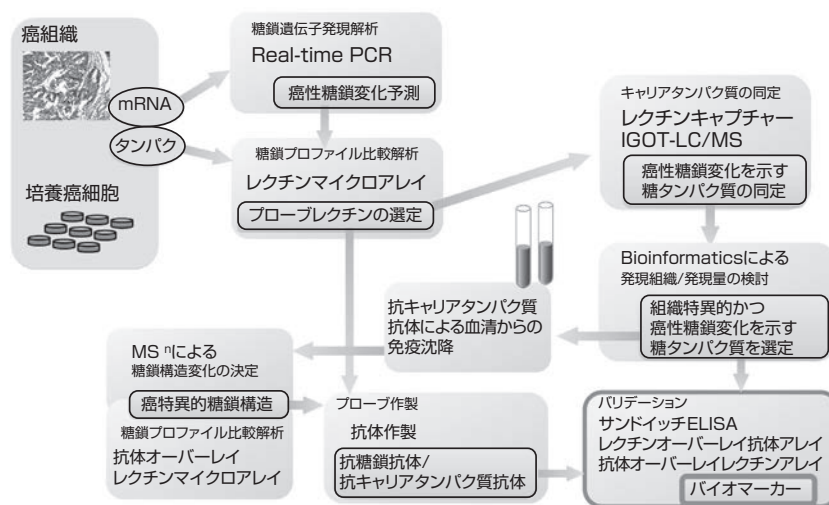 癌組織
mRNA
タンパク
培養癌細胞
糖鎖遺伝子発現解析
Real-time PCR
癌性糖鎖変化予測
糖鎖プロファイル比較解析
レクチンマイクロアレイ
プローブレクチンの選定
キャリアタンパク質の同定
レクチンキャプチャー
IGOT-LC/MS
癌性糖鎖変化を示す
糖タンパク質の同定
Bioinformaticsによる
発現組織/発現量の検討
組織特異的かつ
癌性糖鎖変化を示す
糖タンパク質を選定
抗キャリアタンパク質
抗体による血清からの
免疫沈降
MS nによる
糖鎖構造変化の決定
癌特異的糖鎖構造
糖鎖プロファイル比較解析
抗体オーバーレイ
レクチンマイクロアレイ
プローブ作製
抗体作製
抗糖鎖抗体/
抗キャリアタンパク質抗体
バリデーション
サンドイッチELISA
レクチンオーバーレイ抗体アレイ
抗体オーバーレイレクチンアレイ
バイオマーカー